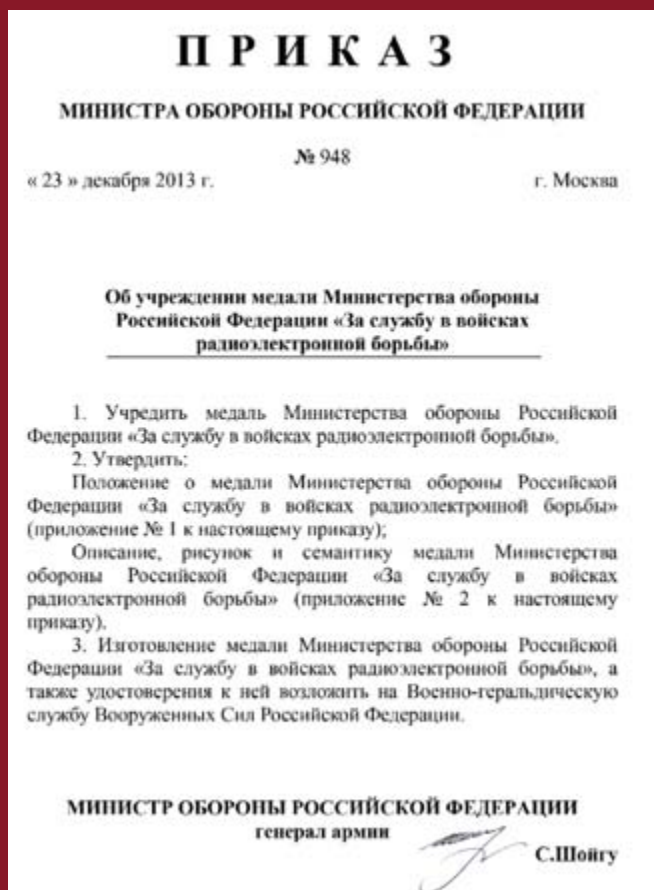 П Р И К А З
МИНИСТРА ОБОРОНЫ РОССИЙСКОЙ ФЕДЕРАЦИИ
№ 948
« 23 » декабря 2013 г. г. Москва
Об учреждении медали Министерства обороны
Российской Федерации «За службу в войсках
радиоэлектронной борьбы»
1. Учредить медаль Министерства обороны Российской
Федерации «За службу в войсках радиоэлектронной борьбы».
2. Утвердить:
Положение о медали Министерства обороны Российской
Федерации «За службу в войсках радиоэлектронной борьбы»
(приложение № 1 к настоящему приказу);
Описание, рисунок и семантику медали Министерства
обороны Российской Федерации «За службу в войсках
радиоэлектронной борьбы» (приложение № 2 к настоящему
приказу).
3. Изготовление медали Министерства обороны Российской
Федерации «За службу в войсках радиоэлектронной борьбы», а
также удостоверения к ней возложить на Военно-геральдическую
службу Вооруженных Сил Российской Федерации.
МИНИСТР ОБОРОНЫ РОССИЙСКОЙ ФЕДЕРАЦИИ
генерал армии
С.Шойгу